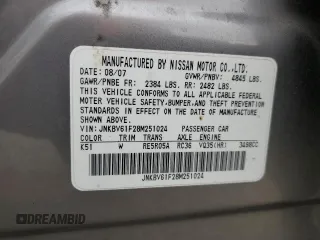 MANUFACTURED BY NISSAN MOTOR CO.,LTD.
DATE 08/07 GVWR/PNBV: 4845 LBS.
GAWR/PNBE FR: 2384 LBS. RR: 2482 LBS.
THIS VEHICLE CONFORMS TO ALL APPLICABLE FEDERAL
MOTOR VEHICLE SAFETY,BUMPER,AND THEFT PREVENTION
STANDARDS IN EFFECT ON THE DATE OF MANUFACTURE
SHOWN ABOVE.
VIN:JNKBV61F28M251024 PASSENGER CAR
COLOR TRIM TRANS AXLE ENGINE
K51 W RE5R05A RC36 VQ35(HR) 3498CC
JNKBV61F28M251024
DREAMBID